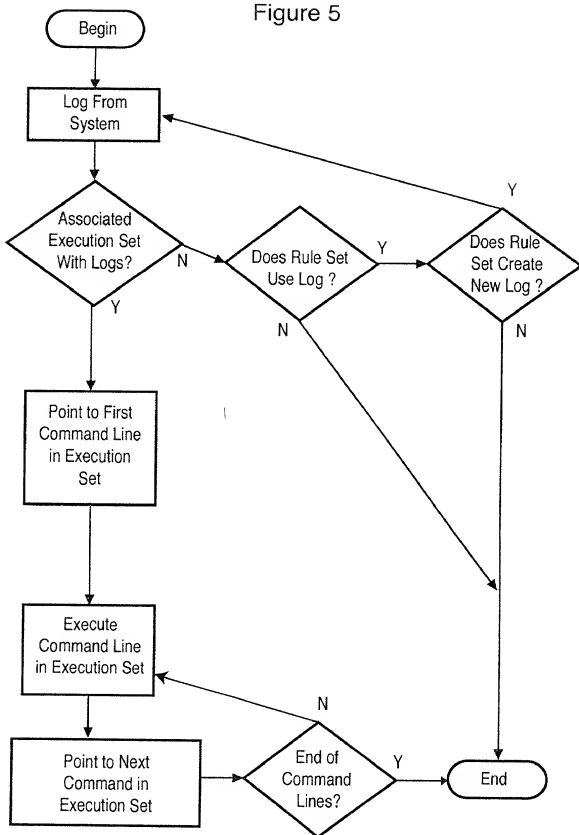 Figure 5
Begin
Log From
System
Associated
Execution Set
With Logs?
N
Y
Does Rule Set
Use Log ?
Y
N
Does Rule
Set Create
New Log ?
Y
N
Point to First
Command Line
in Execution
Set
Execute
Command Line
in Execution Set
Point to Next
Command in
Execution Set
End of
Command
Lines?
N
Y
End